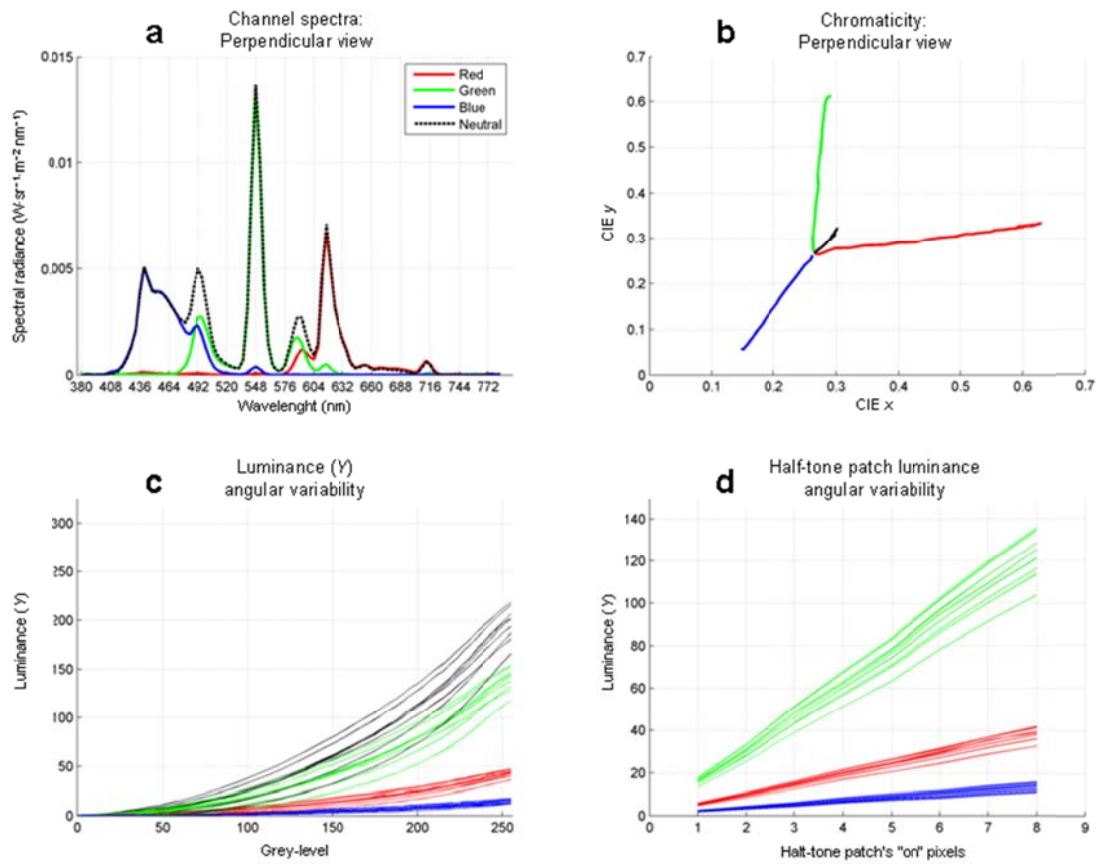 a
Channel spectra:
Perpendicular view
0.015
0.01
0.005
0
Spectral radiance (W·sr⁻¹·m⁻² nm⁻¹)
Red
Green
Blue
Neutral
380 408 436 464 492 520 548 576 604 632 660 688 716 744 772
Wavelenght (nm)
b
Chromaticity:
Perpendicular view
0.7
0.6
0.5
0.4
0.3
0.2
0.1
0
CIE y
0 0.1 0.2 0.3 0.4 0.5 0.6 0.7
CIE x
c
Luminance (Y)
angular variability
300
250
200
150
100
50
0
Luminance (Y)
0 50 100 150 200 250
Grey-level
d
Half-tone patch luminance
angular variability
140
120
100
80
60
40
20
0
Luminance (Y)
0 1 2 3 4 5 6 7 8 9
Half-tone patch's "on" pixels